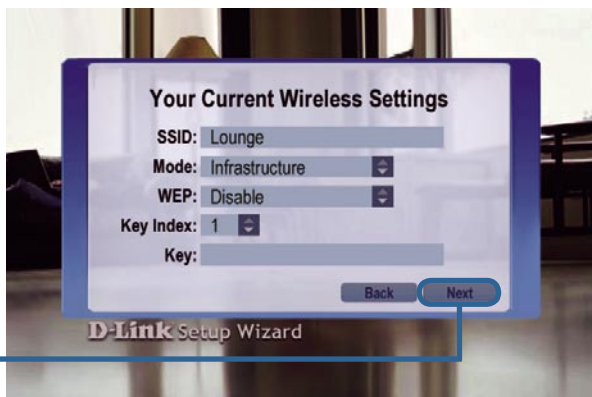 Your Current Wireless Settings
SSID: Lounge
Mode: Infrastructure
WEP: Disable
Key Index: 1
Key:
Back Next
D-Link Setup Wizard